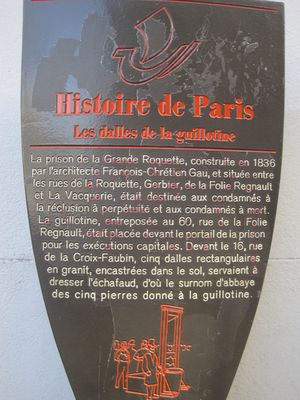 Histoire de Paris
Les dalles de la guillotine
La prison de la Grande Roquette, construite en 1836
par l'architecte François-Chrétien Gau, et située entre
les rues de la Roquette, Gerbier, de la Folie Regnault
et La Vacquerie, était destinée aux condamnés à
la réclusion à perpétuité et aux condamnés à mort.
La guillotine, entreposée au 60, rue de la Folie
Regnault, était placée devant le portail de la prison
pour les exécutions capitales. Devant le 16, rue
de la Croix-Faubin, cinq dalles rectangulaires
en granit, encastrées dans le sol, servaient à
dresser l'échafaud, d'où le surnom d'abbaye
des cinq pierres donné à la guillotine.